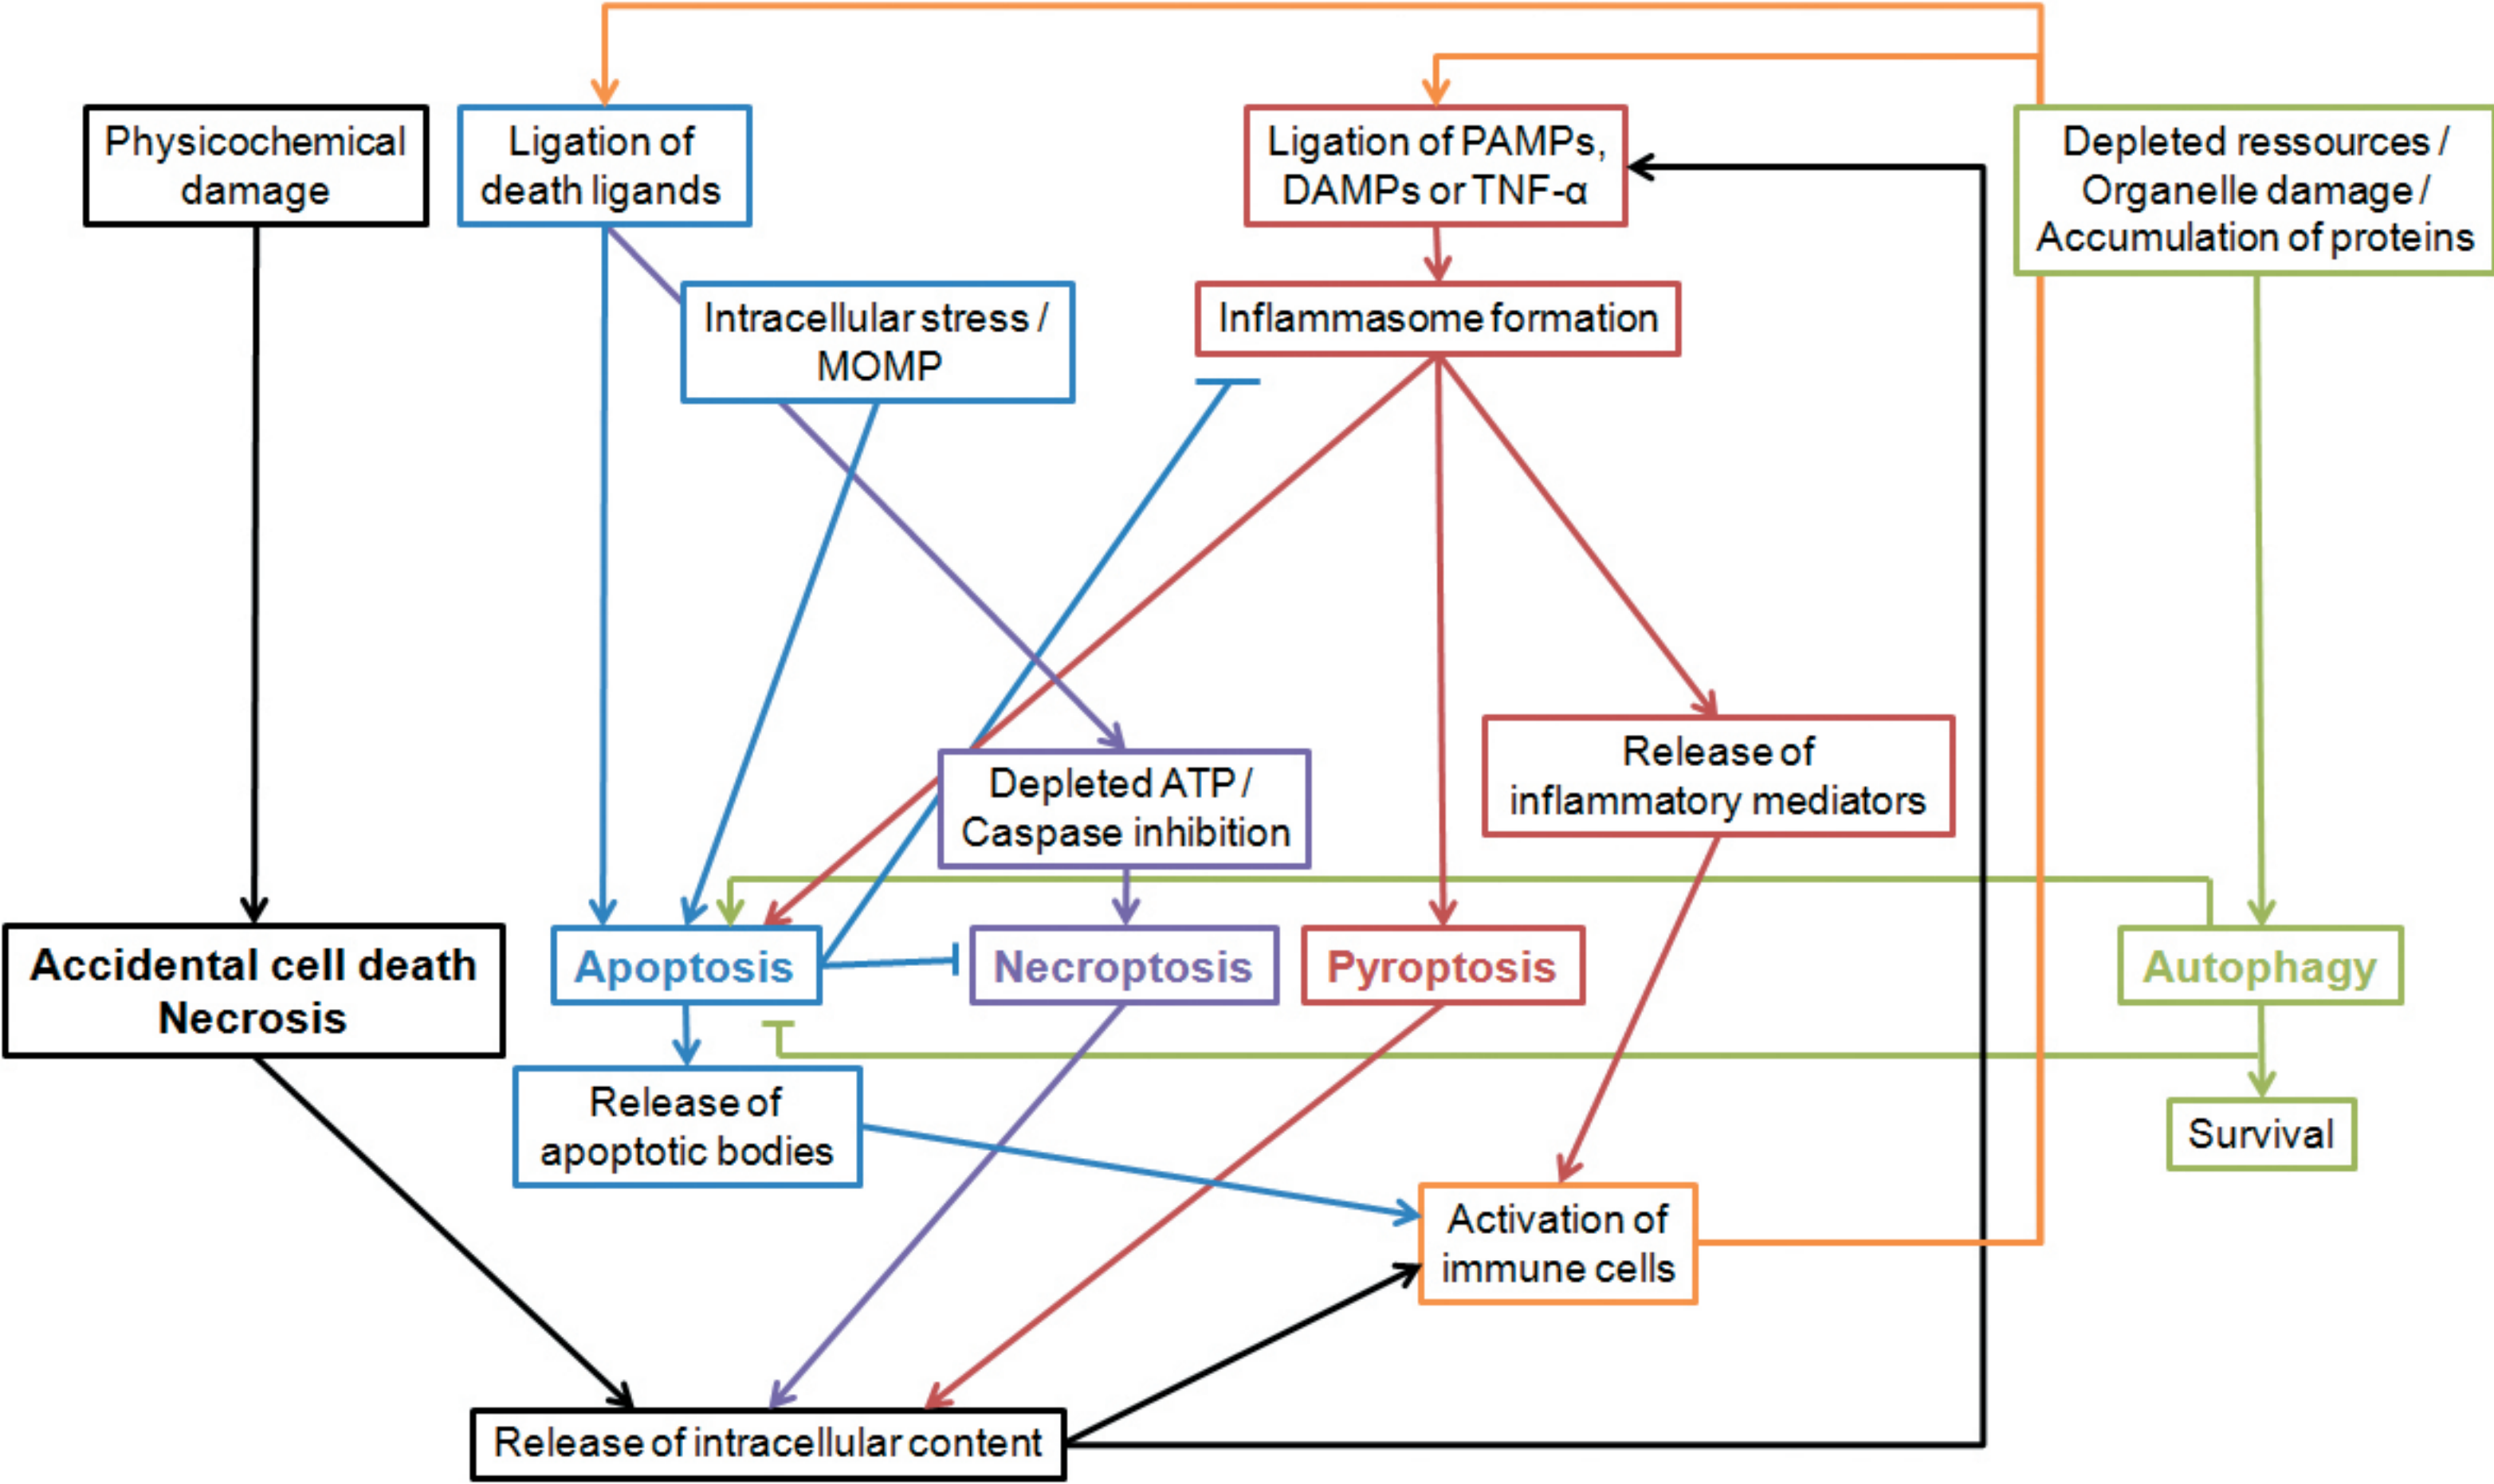 Physicochemical
damage
Ligation of
death ligands
Ligation of PAMPs,
DAMPs or TNF-α
Depleted ressources /
Organelle damage /
Accumulation of proteins
Intracellular stress /
MOMP
Inflammasome formation
Depleted ATP /
Caspase inhibition
Release of
inflammatory mediators
Accidental cell death
Necrosis
Apoptosis
Necroptosis
Pyroptosis
Autophagy
Release of
apoptotic bodies
Survival
Activation of
immune cells
Release of intracellular content